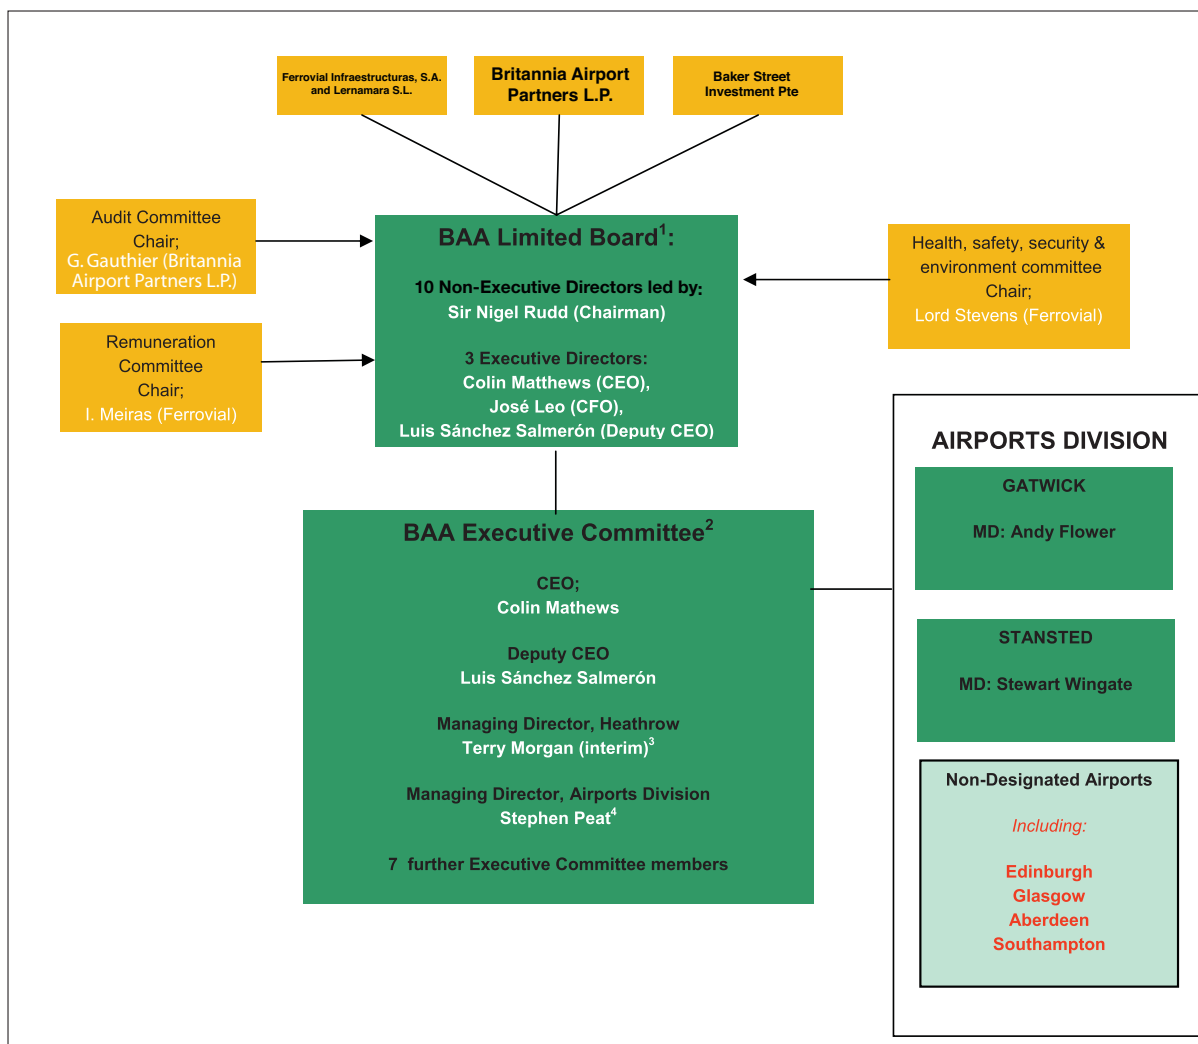 Ferrovial Infraestructuras, S.A.
and Lernamara S.L.
Britannia Airport
Partners L.P.
Baker Street
Investment Pte
Audit Committee
Chair;
G. Gauthier (Britannia
Airport Partners L.P.)
Remuneration
Committee
Chair;
I. Meiras (Ferrovial)
BAA Limited Board1:
10 Non-Executive Directors led by:
Sir Nigel Rudd (Chairman)
3 Executive Directors:
Colin Matthews (CEO),
José Leo (CFO),
Luis Sánchez Salmerón (Deputy CEO)
Health, safety, security &
environment committee
Chair;
Lord Stevens (Ferrovial)
BAA Executive Committee2
CEO;
Colin Mathews
Deputy CEO
Luis Sánchez Salmerón
Managing Director, Heathrow
Terry Morgan (interim)3
Managing Director, Airports Division
Stephen Peat4
7 further Executive Committee members
AIRPORTS DIVISION
GATWICK
MD: Andy Flower
STANSTED
MD: Stewart Wingate
Non-Designated Airports
Including:
Edinburgh
Glasgow
Aberdeen
Southampton